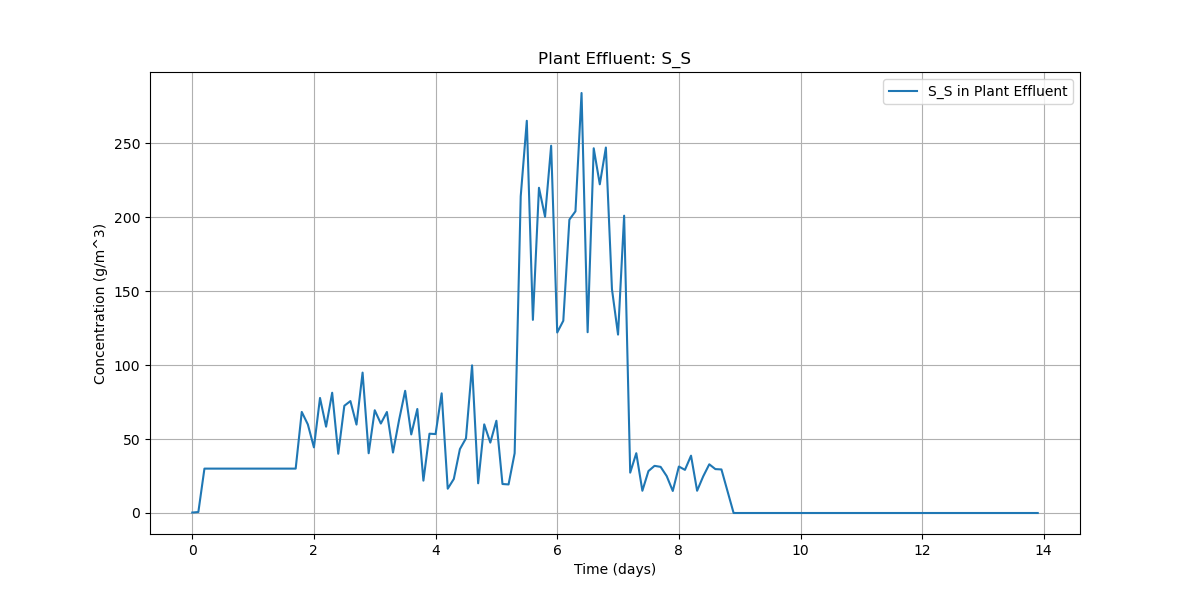 Plant Effluent: S_S
S_S in Plant Effluent
Concentration (g/m^3)
250
200
150
100
50
0
0 2 4 6 8 10 12 14
Time (days)